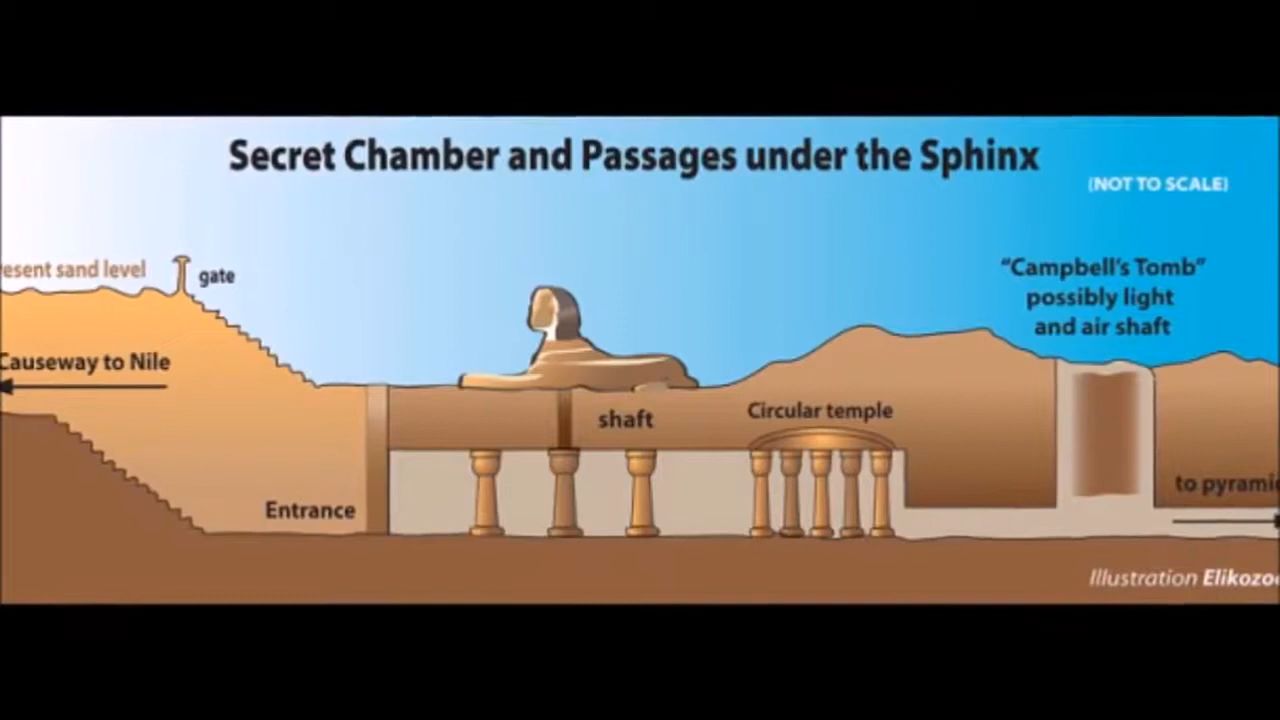 Secret Chamber and Passages under the Sphinx
(NOT TO SCALE)
esent sand level
gate
"Campbell's Tomb"
possibly light
and air shaft
Causeway to Nile
shaft
Circular temple
Entrance
to pyrami
Illustration Elikozo